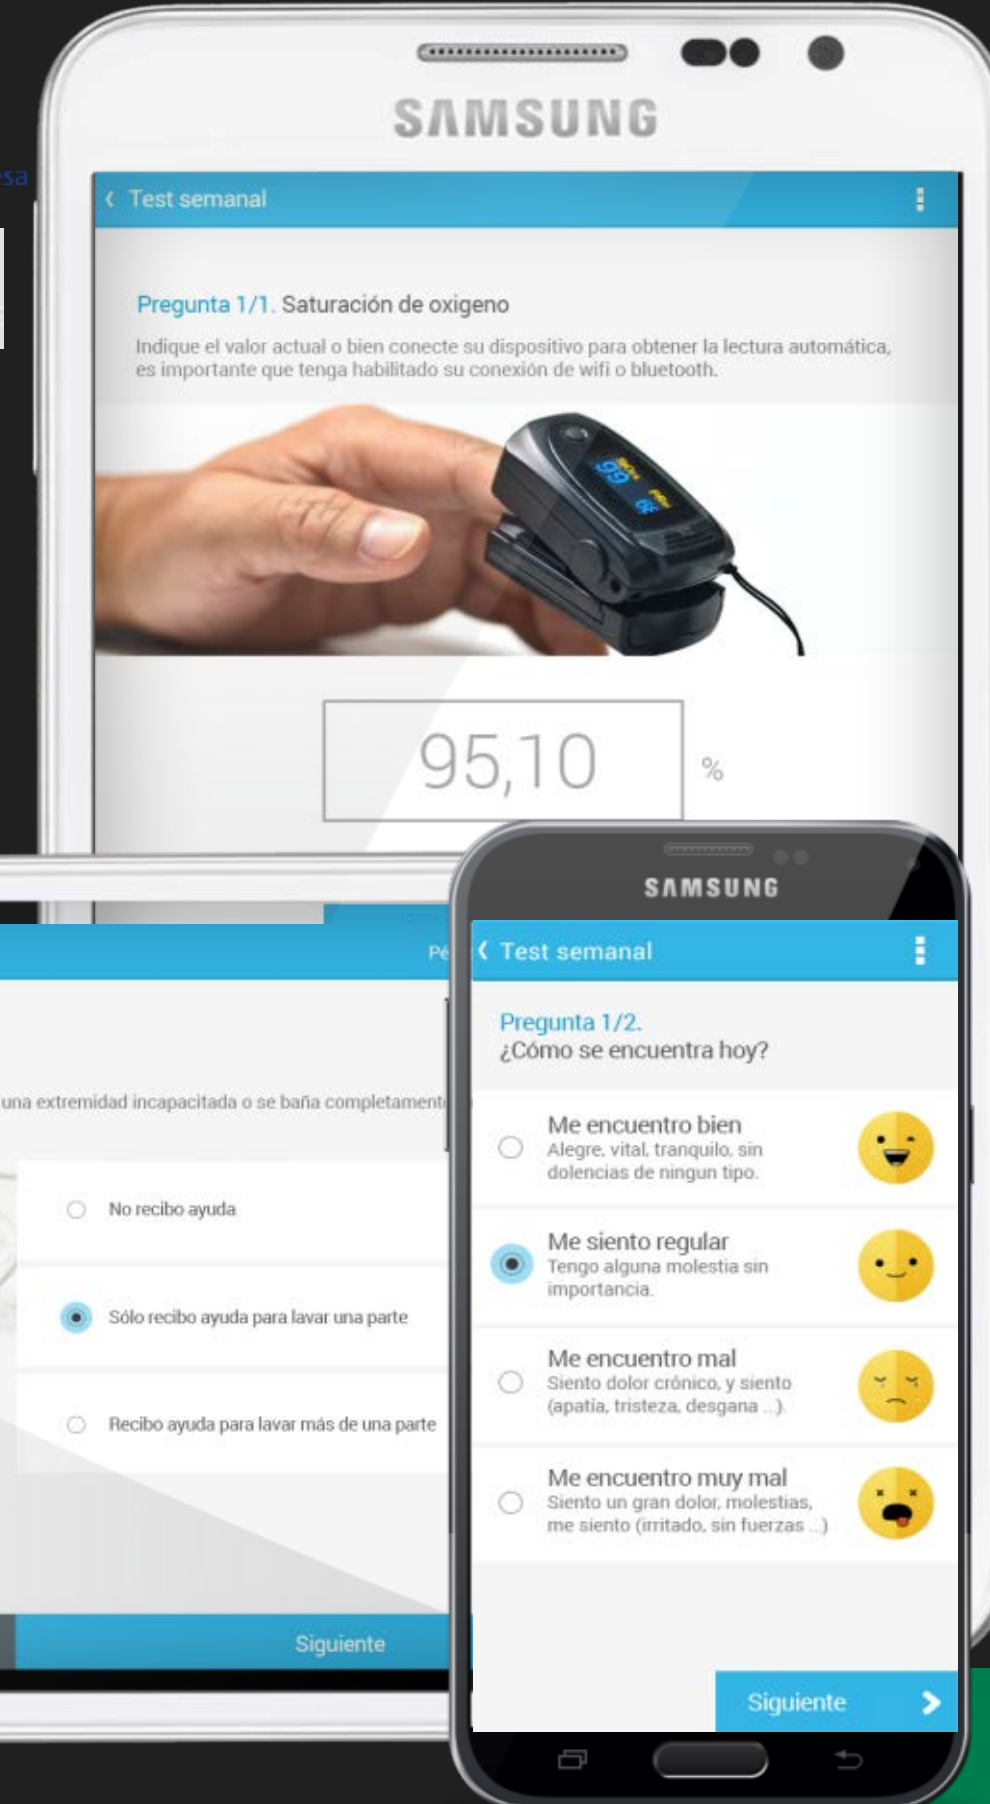 SAMSUNG
Test semanal
Pregunta 1/1. Saturación de oxigeno
Indique el valor actual o bien conecte su dispositivo para obtener la lectura automática,
es importante que tenga habilitado su conexión de wifi o bluetooth.
99
95,10 %
una extremidad incapacitada o se baña
No recibo ayuda
Sólo recibo ayuda para lavar una parte
Recibo ayuda para lavar más de una parte
Siguiente
SAMSUNG
Test semanal
Pregunta 1/2.
¿Cómo se encuentra hoy?
Me encuentro bien
Alegre, vital, tranquilo, sin
dolencias de ningun tipo.
Me siento regular
Tengo alguna molestia sin
importancia.
Me encuentro mal
Siento dolor crónico, y siento
(apatía, tristeza, desgana ...).
Me encuentro muy mal
Siento un gran dolor, molestias,
me siento (irritado, sin fuerzas ...)
Siguiente